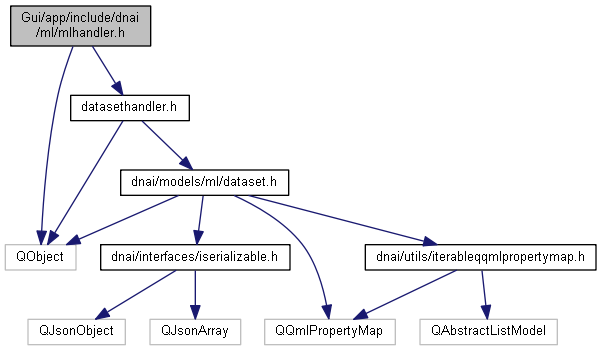 Gui/app/include/dnai
/ml/mlhandler.h
datasethandler.h
dnai/models/ml/dataset.h
QObject
dnai/interfaces/iserializable.h
dnai/utils/iterableqqmlpropertymap.h
QJsonObject
QJsonArray
QQmlPropertyMap
QAbstractListModel